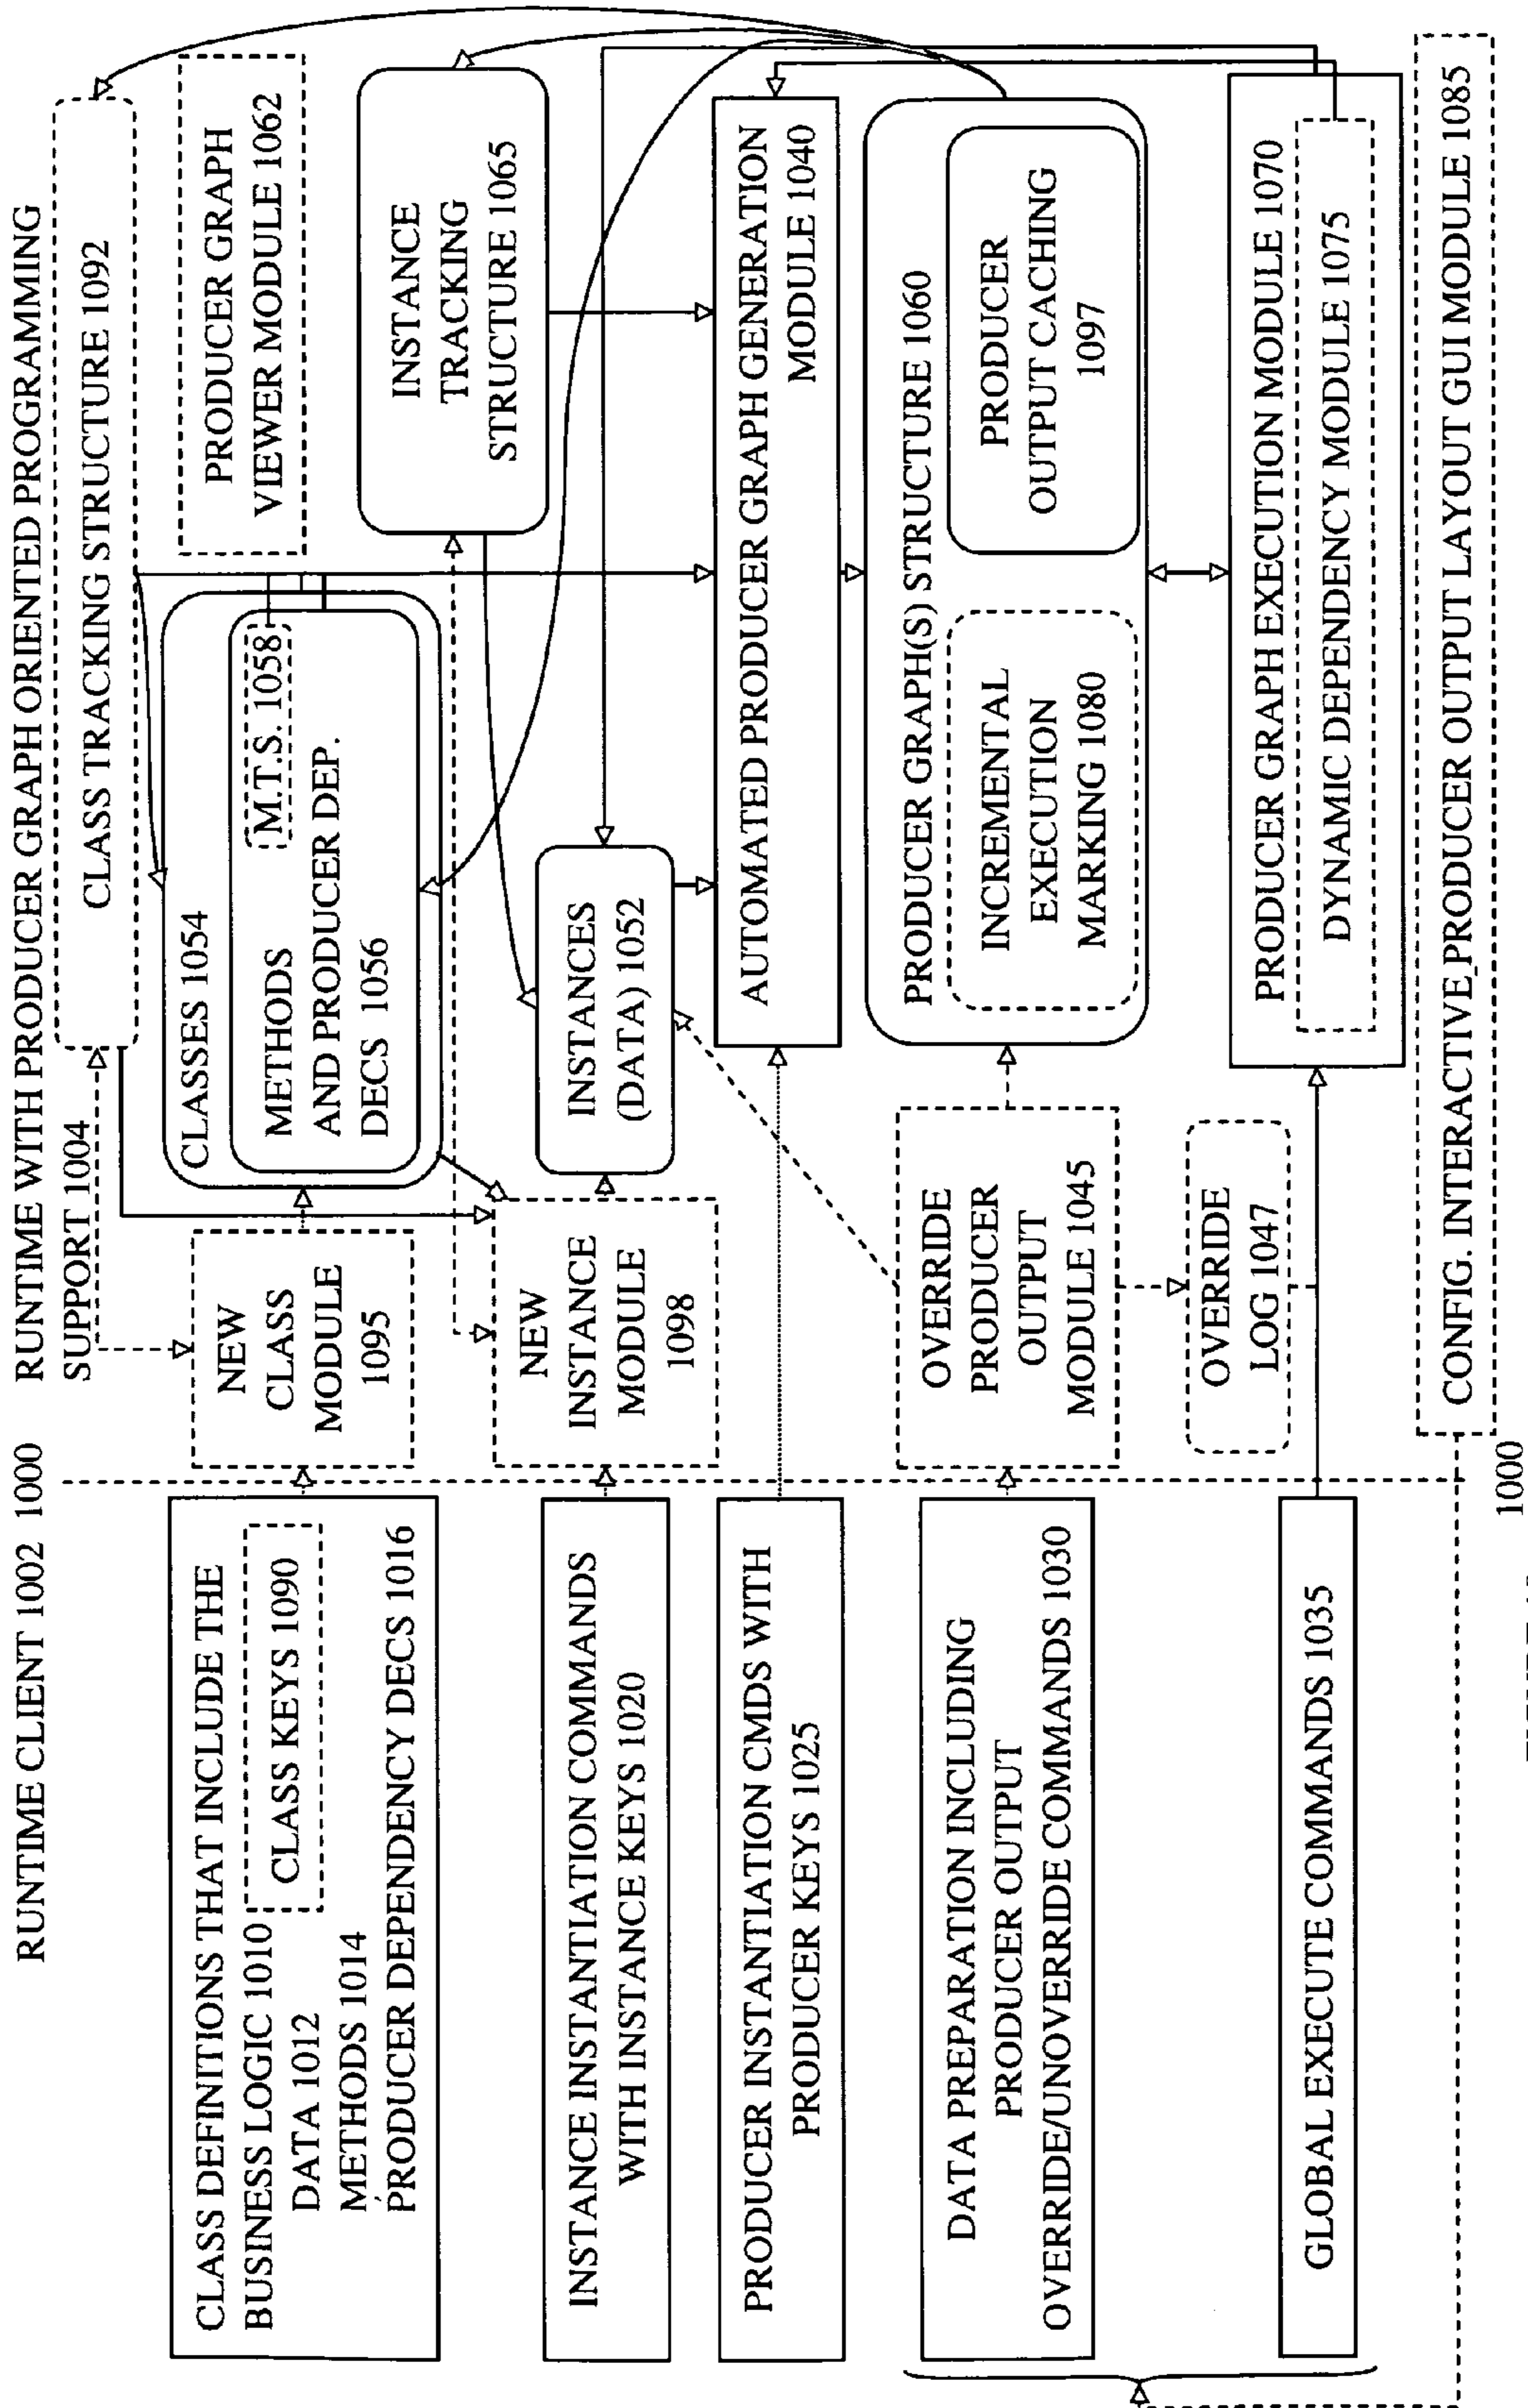 RUNTIME CLIENT 1002
1000
RUNTIME WITH PRODUCER GRAPH ORIENTED PROGRAMMING
SUPPORT 1004
CLASS DEFINITIONS THAT INCLUDE THE
BUSINESS LOGIC 1010
CLASS KEYS 1090
DATA 1012
METHODS 1014
PRODUCER DEPENDENCY DECS 1016
INSTANCE INSTANTIATION COMMANDS
WITH INSTANCE KEYS 1020
PRODUCER INSTANTIATION CMDS WITH
PRODUCER KEYS 1025
DATA PREPARATION INCLUDING
PRODUCER OUTPUT
OVERRIDE/UNOVERRIDE COMMANDS 1030
GLOBAL EXECUTE COMMANDS 1035
NEW
CLASS
MODULE
1095
NEW
INSTANCE
MODULE
1098
OVERRIDE
PRODUCER
OUTPUT
MODULE 1045
OVERRIDE
LOG 1047
CLASS TRACKING STRUCTURE 1092
CLASSES 1054
M.T.S. 1058
METHODS
AND PRODUCER DEP.
DECS 1056
PRODUCER GRAPH
VIEWER MODULE 1062
INSTANCE
TRACKING
STRUCTURE 1065
INSTANCES
(DATA) 1052
AUTOMATED PRODUCER GRAPH GENERATION
MODULE 1040
PRODUCER GRAPH(S) STRUCTURE 1060
INCREMENTAL
EXECUTION
MARKING 1080
PRODUCER
OUTPUT CACHING
1097
PRODUCER GRAPH EXECUTION MODULE 1070
DYNAMIC DEPENDENCY MODULE 1075
CONFIG. INTERACTIVE PRODUCER OUTPUT LAYOUT GUI MODULE 1085
1000